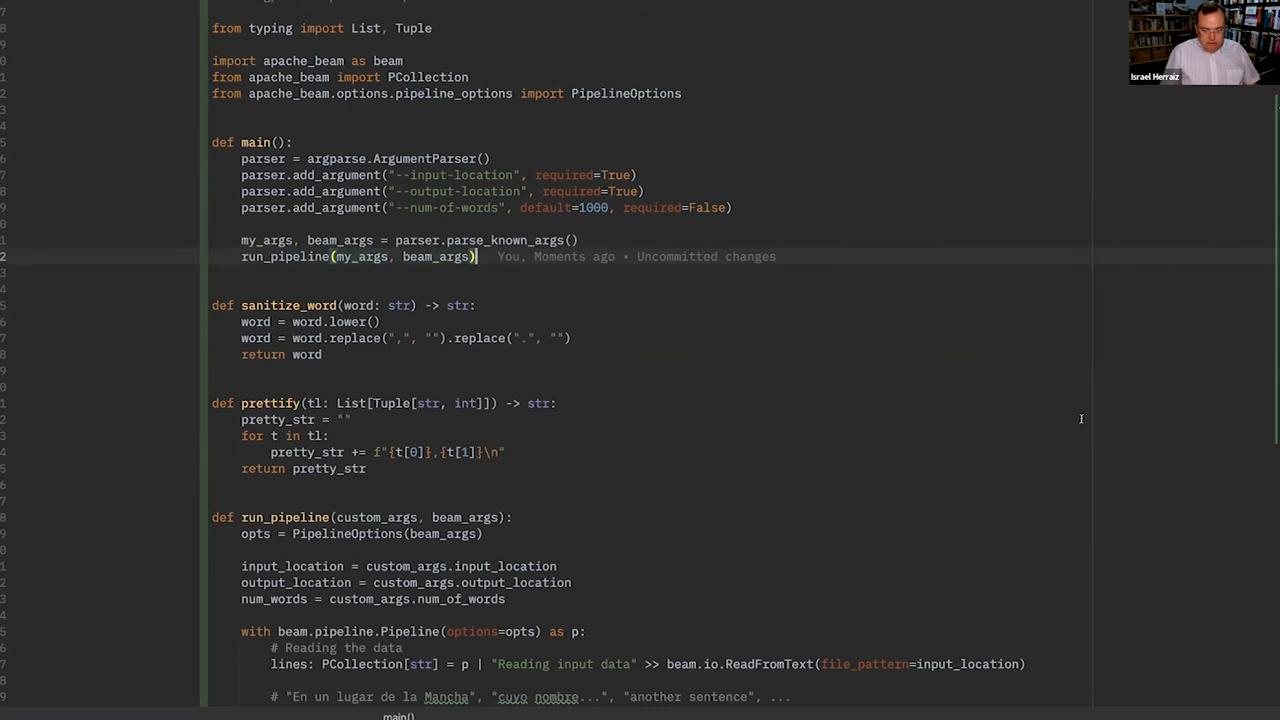 from typing import List, Tuple
import apache_beam as beam
from apache_beam import PCollection
from apache_beam.options.pipeline_options import PipelineOptions
Israel Herraiz
def main():
parser = argparse.ArgumentParser()
parser.add_argument("--input-location", required=True)
parser.add_argument("--output-location", required=True)
parser.add_argument("--num-of-words", default=1000, required=False)
my_args, beam_args = parser.parse_known_args()
run_pipeline(my_args, beam_args) You, Moments ago • Uncommitted changes
def sanitize_word(word: str) -> str:
word = word.lower()
word = word.replace(",", "").replace(".", "")
return word
def prettify(tl: List[Tuple[str, int]]) -> str:
pretty_str = ""
for t in tl:
pretty_str += f"{t[0]},{t[1]}\n"
return pretty_str
def run_pipeline(custom_args, beam_args):
opts = PipelineOptions(beam_args)
input_location = custom_args.input_location
output_location = custom_args.output_location
num_words = custom_args.num_of_words
with beam.pipeline.Pipeline(options=opts) as p:
# Reading the data
lines: PCollection[str] = p | "Reading input data" >> beam.io.ReadFromText(file_pattern=input_location)
# "En un lugar de la Mancha", "cuyo nombre...", "another sentence", ...
main()